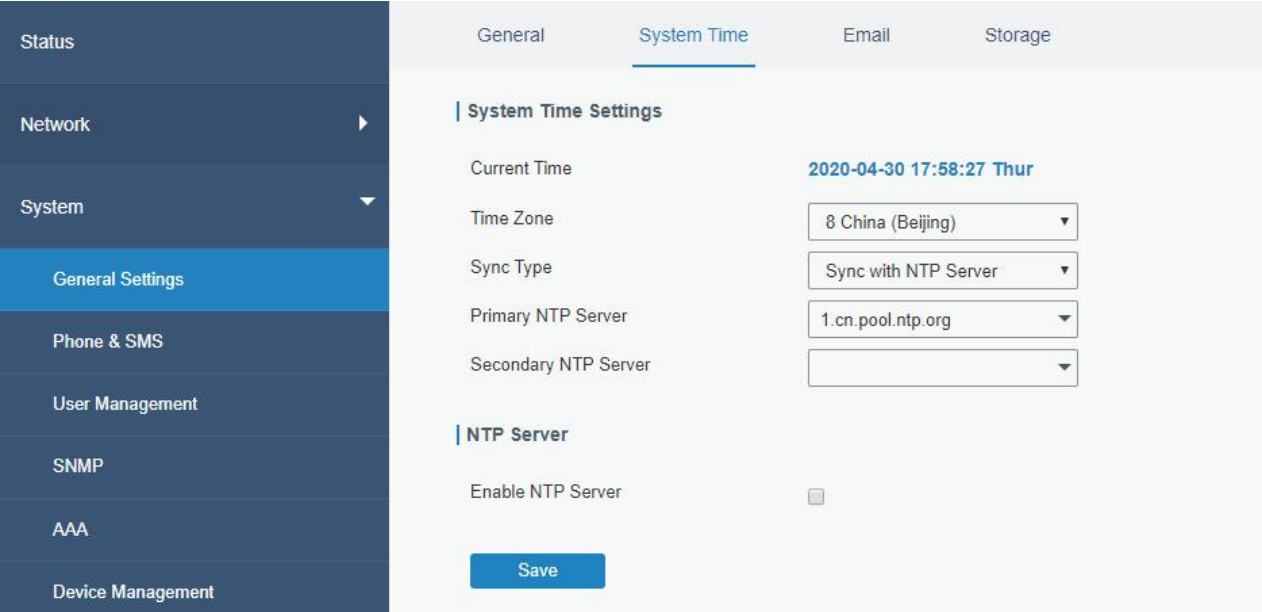 Status
Network
System
General Settings
Phone & SMS
User Management
SNMP
AAA
Device Management
General System Time Email Storage
System Time Settings
Current Time 2020-04-30 17:58:27 Thur
Time Zone 8 China (Beijing)
Sync Type Sync with NTP Server
Primary NTP Server 1.cn.pool.ntp.org
Secondary NTP Server
NTP Server
Enable NTP Server
Save